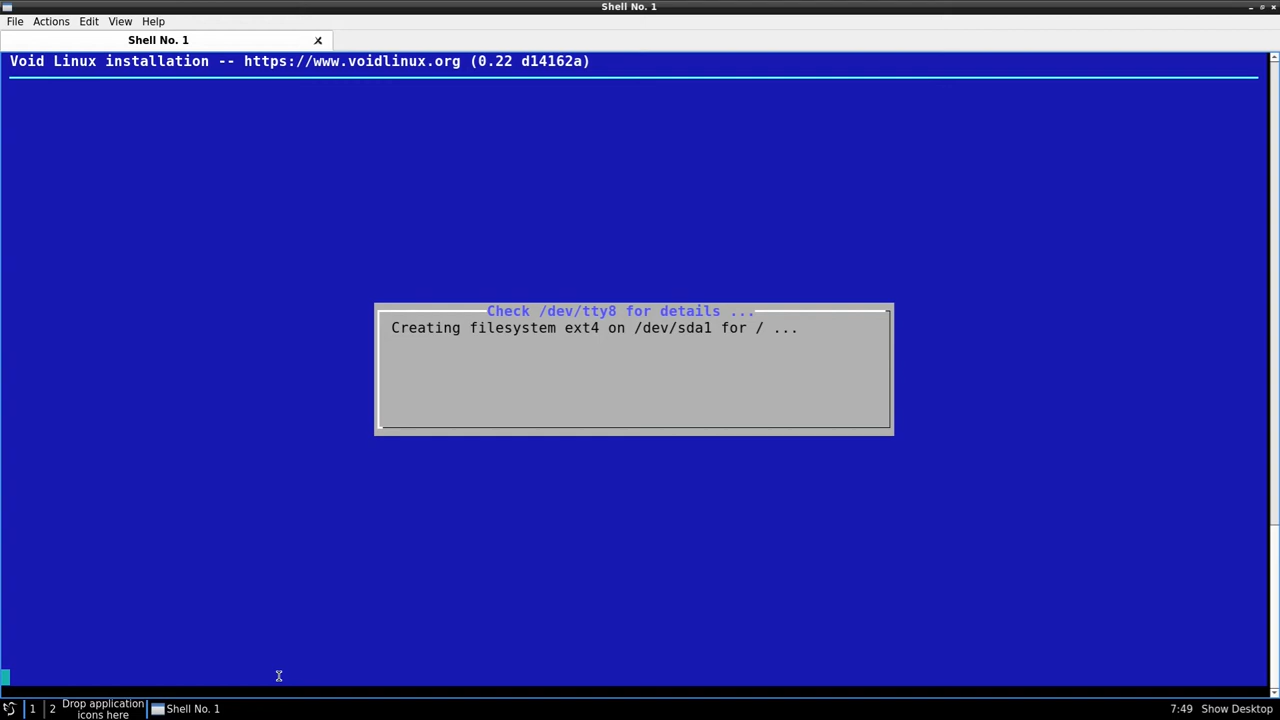 Shell No. 1
File Actions Edit View Help
Shell No. 1
Void Linux installation -- https://www.voidlinux.org (0.22 d14162a)
Check /dev/tty8 for details ...
Creating filesystem ext4 on /dev/sda1 for / ...
1 2 Drop application icons here Shell No. 1 7:49 Show Desktop